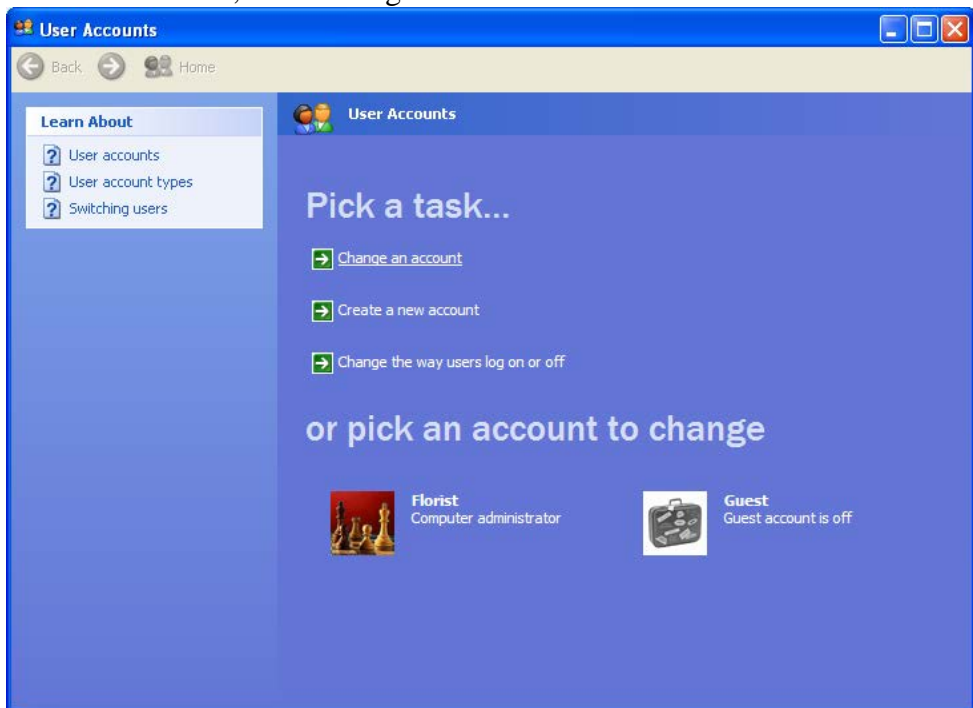 User Accounts
Back Home
Learn About
User accounts
User account types
Switching users
User Accounts
Pick a task...
Change an account
Create a new account
Change the way users log on or off
or pick an account to change
Florist
Computer administrator
Guest
Guest account is off